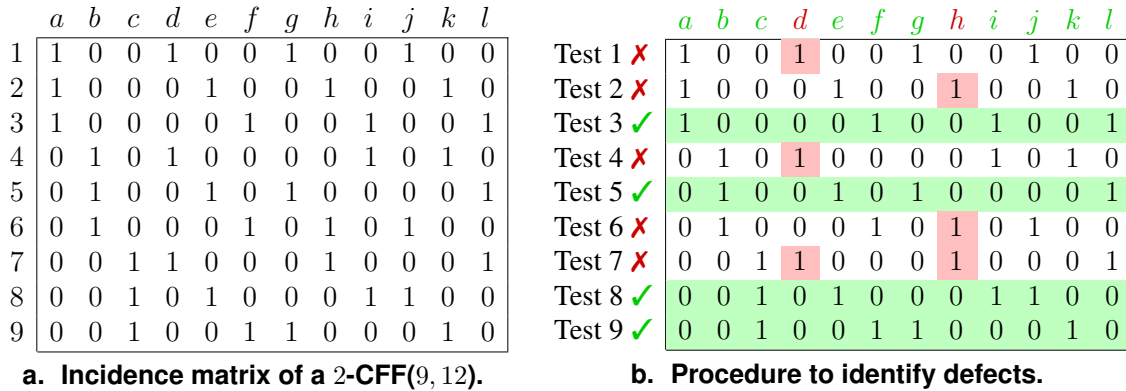 a b c d e f g h i j k l
1 1 0 0 1 0 0 1 0 0 1 0 0
2 1 0 0 0 1 0 0 1 0 0 1 0
3 1 0 0 0 0 1 0 0 1 0 0 1
4 0 1 0 1 0 0 0 0 1 0 1 0
5 0 1 0 0 1 0 1 0 0 0 0 1
6 0 1 0 0 0 1 0 1 0 1 0 0
7 0 0 1 1 0 0 0 1 0 0 0 1
8 0 0 1 0 1 0 0 0 1 1 0 0
9 0 0 1 0 0 1 1 0 0 0 1 0
a. Incidence matrix of a 2-CFF(9, 12).
a b c d e f g h i j k l
Test 1 ✗ 1 0 0 1 0 0 1 0 0 1 0 0
Test 2 ✗ 1 0 0 0 1 0 0 1 0 0 1 0
Test 3 ✓ 1 0 0 0 0 1 0 0 1 0 0 1
Test 4 ✗ 0 1 0 1 0 0 0 0 1 0 1 0
Test 5 ✓ 0 1 0 0 1 0 1 0 0 0 0 1
Test 6 ✗ 0 1 0 0 0 1 0 1 0 1 0 0
Test 7 ✗ 0 0 1 1 0 0 0 1 0 0 0 1
Test 8 ✓ 0 0 1 0 1 0 0 0 1 1 0 0
Test 9 ✓ 0 0 1 0 0 1 1 0 0 0 1 0
b. Procedure to identify defects.